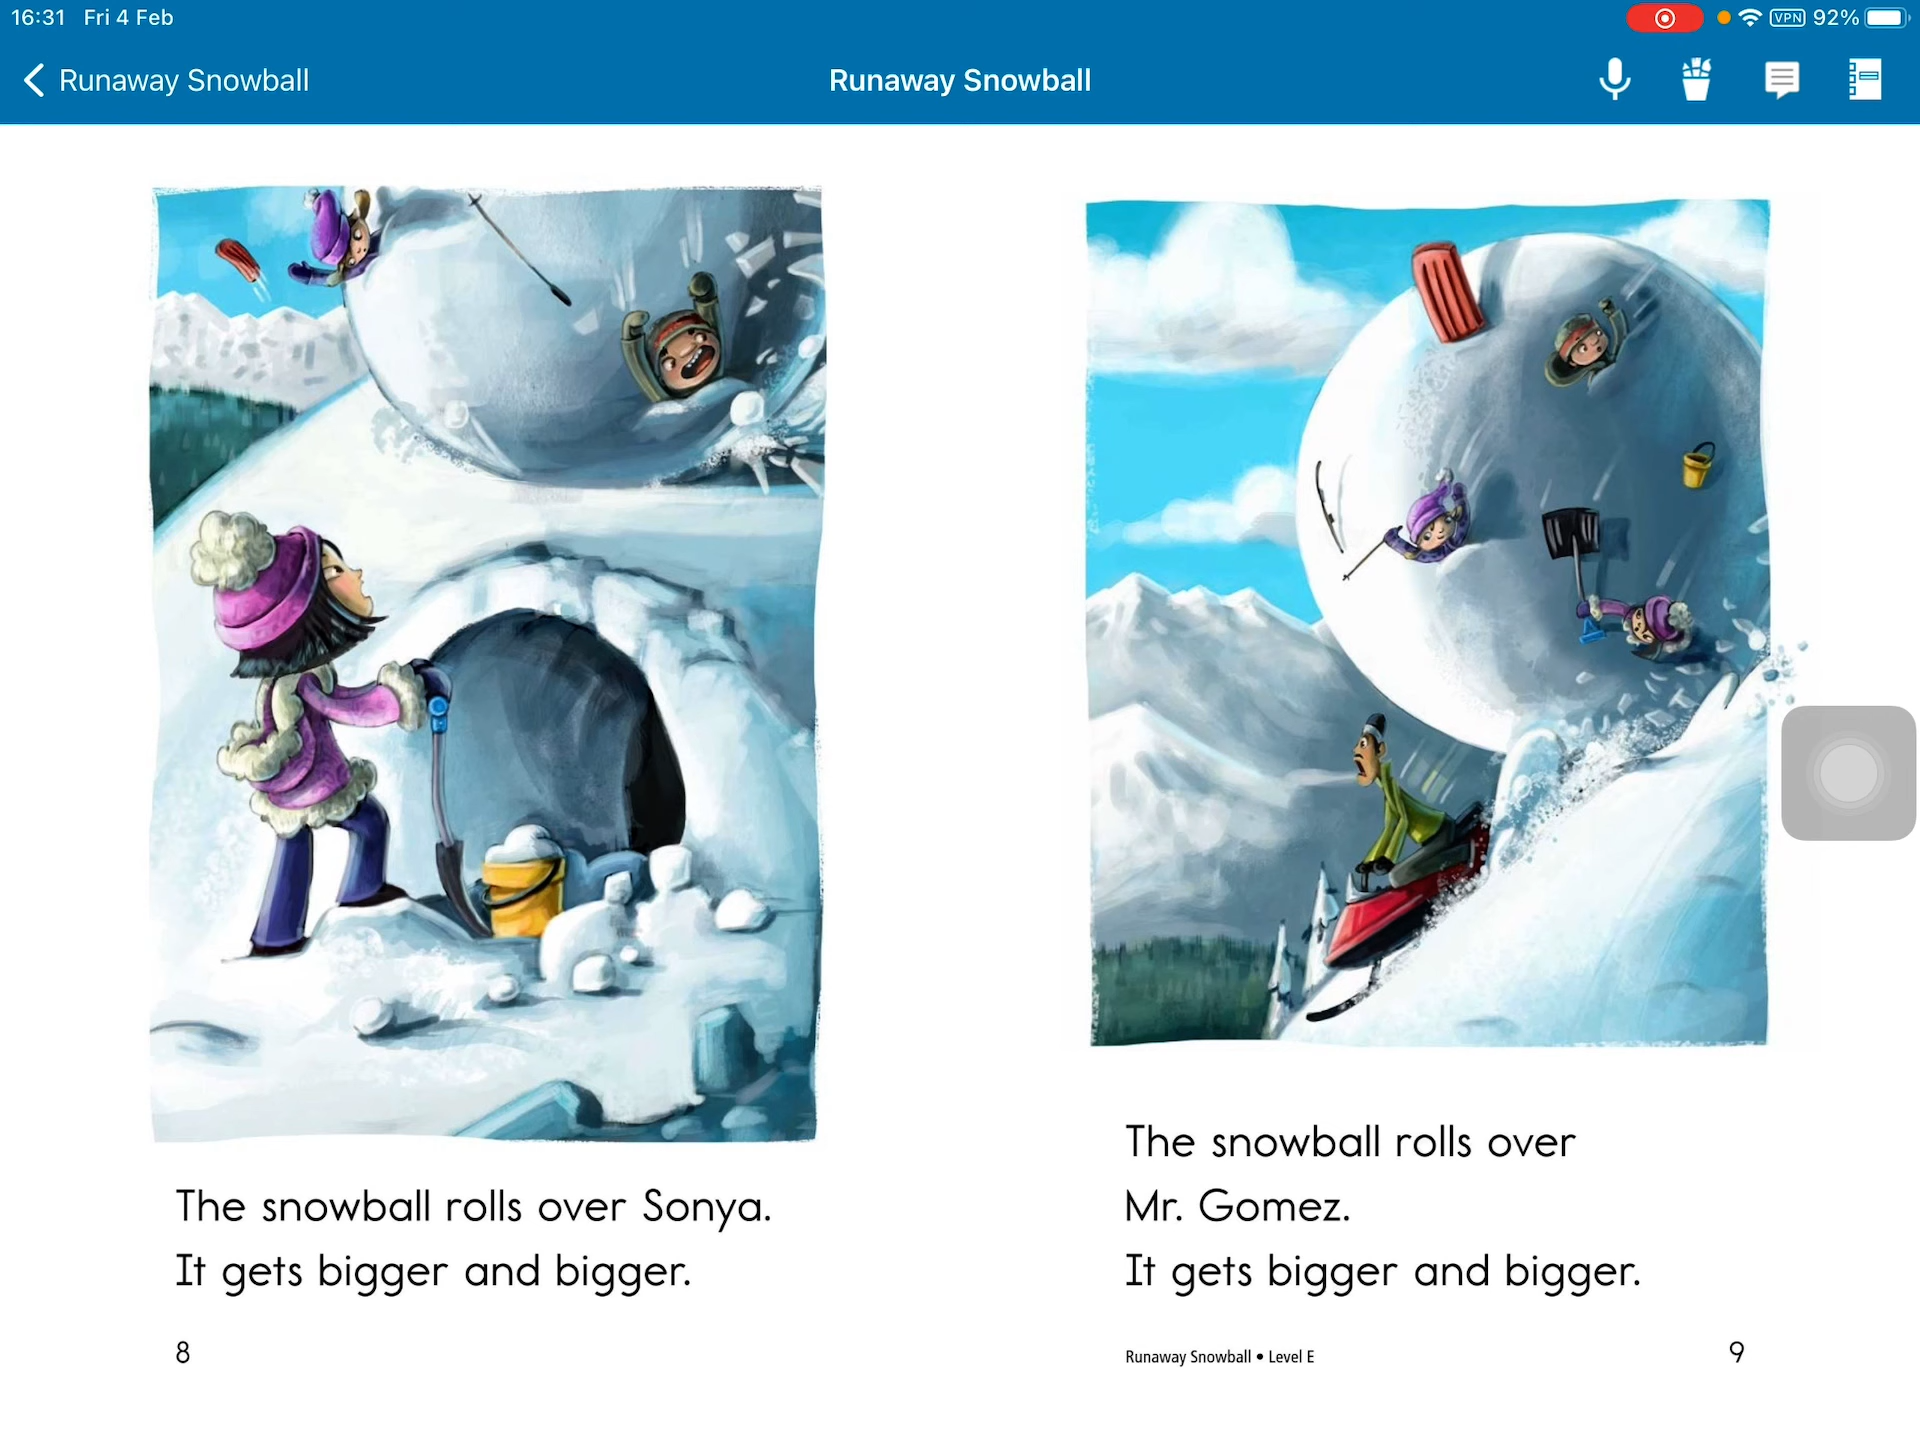 16:31 Fri 4 Feb
VPN 92%
Runaway Snowball
Runaway Snowball
The snowball rolls over Sonya.
It gets bigger and bigger.
8
The snowball rolls over
Mr. Gomez.
It gets bigger and bigger.
Runaway Snowball • Level E
9